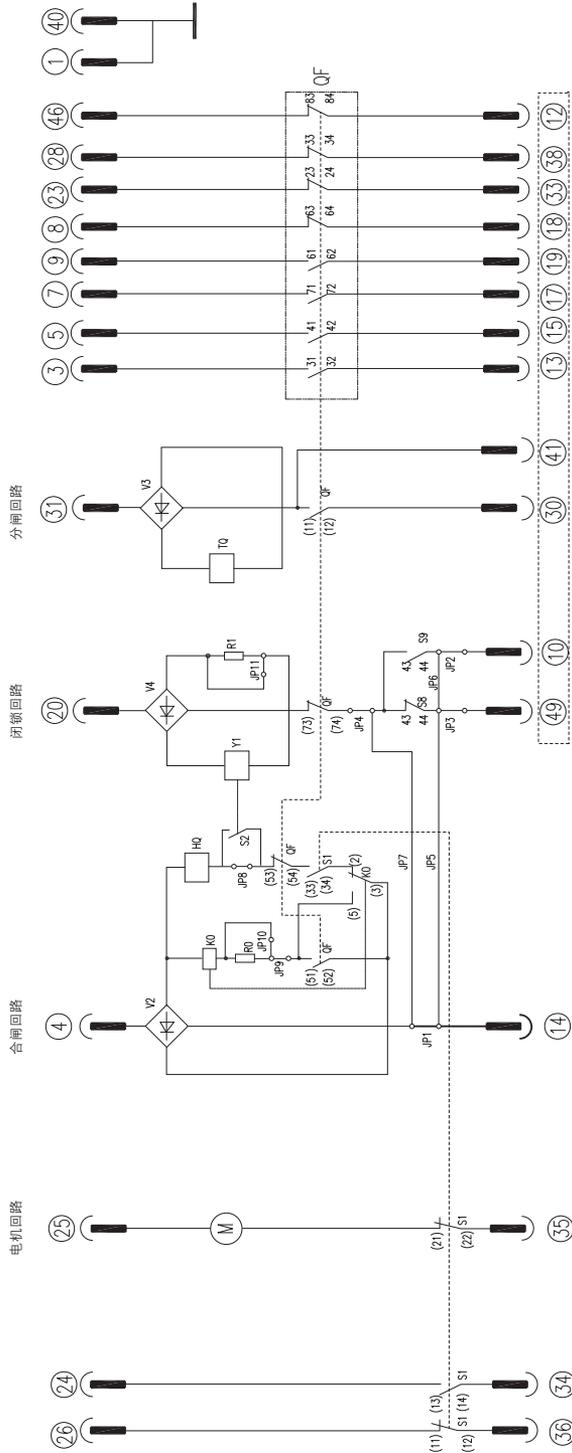 电机回路
合闸回路
闭锁回路
分闸回路
26
24
25
4
20
31
3
5
7
9
8
23
28
46
1
40
M
V2
K0
R0
JP10
JP9
(51)
(52)
QF
(5)
HQ
JP8
S2
(53)
(54)
QF
(33)
(34)
S1
(2)
K0
(3)
Y1
V4
R1
JP11
(73)
(74)
QF
JP4
43
44
S8
43
44
S9
JP6
JP2
JP3
JP7
JP5
JP1
TQ
V3
(11)
(12)
QF
QF
31
32
41
42
71
72
61
62
63
64
23
24
33
34
83
84
(11)
(12)
S1
(13)
(14)
S1
(21)
(22)
S1
36
34
35
14
49
10
30
41
13
15
17
19
18
33
38
12